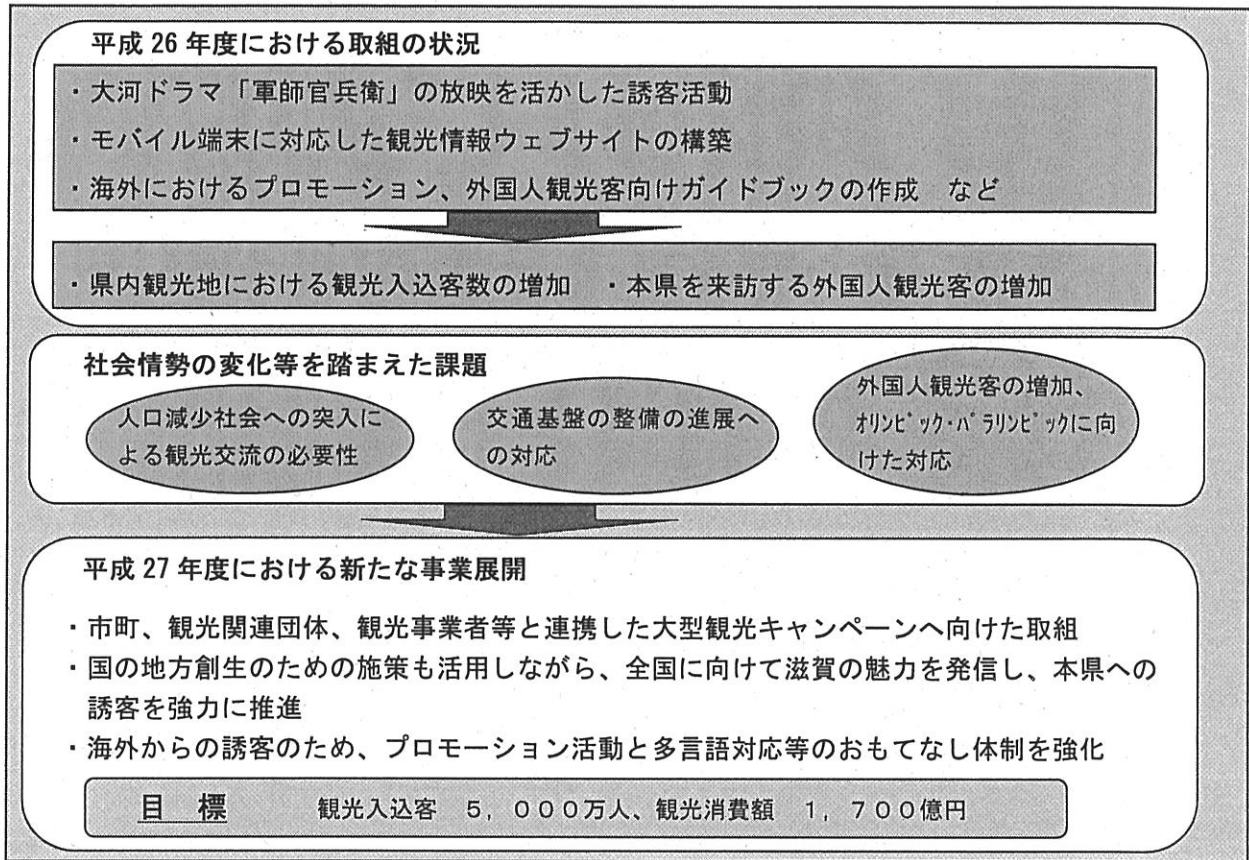 平成 26 年度における取組の状況
・大河ドラマ「軍師官兵衛」の放映を活かした誘客活動
・モバイル端末に対応した観光情報ウェブサイトの構築
・海外におけるプロモーション、外国人観光客向けガイドブックの作成　など
・県内観光地における観光入込客数の増加　・本県を来訪する外国人観光客の増加
社会情勢の変化等を踏まえた課題
人口減少社会への突入に
よる観光交流の必要性
交通基盤の整備の進展へ
の対応
外国人観光客の増加、
ｵﾘﾝﾋﾟｯｸ・ﾊﾟﾗﾘﾝﾋﾟｯｸに向
けた対応
平成 27 年度における新たな事業展開
・市町、観光関連団体、観光事業者等と連携した大型観光キャンペーンへ向けた取組
・国の地方創生のための施策も活用しながら、全国に向けて滋賀の魅力を発信し、本県への
誘客を強力に推進
・海外からの誘客のため、プロモーション活動と多言語対応等のおもてなし体制を強化
目　標　　観光入込客　５，０００万人、観光消費額　１，７００億円